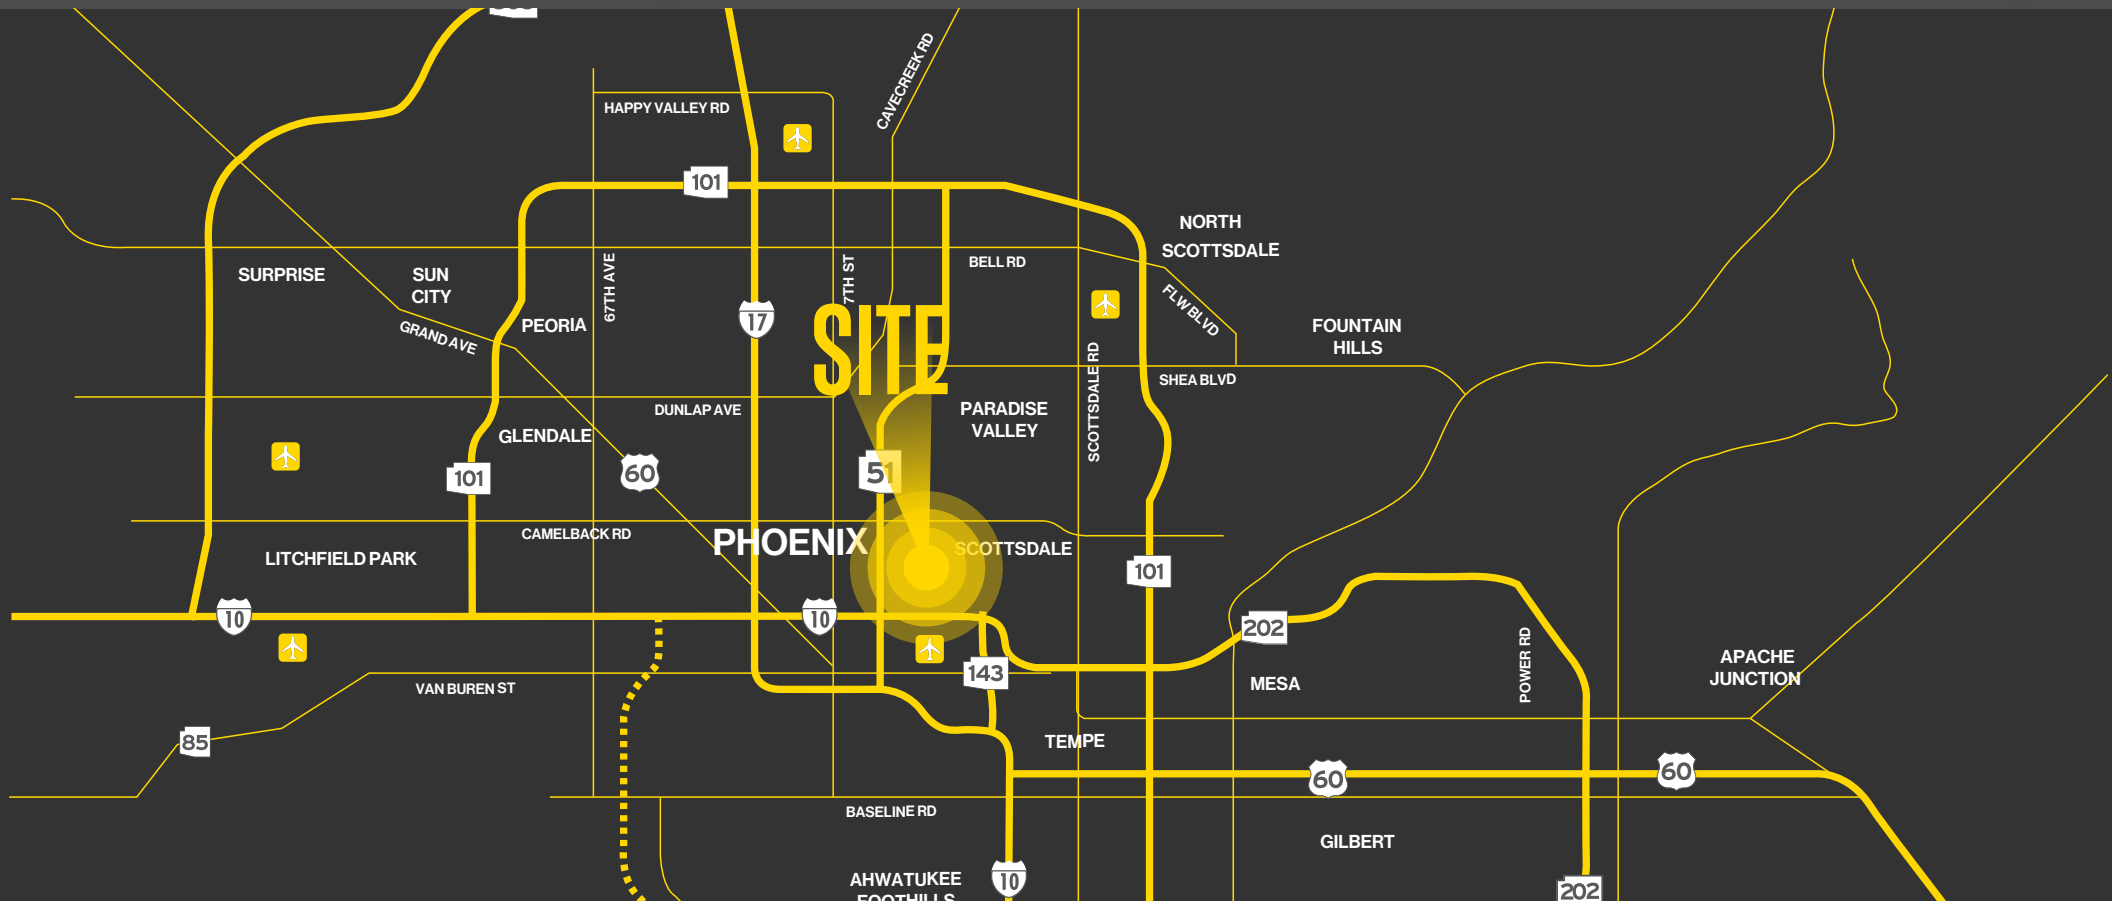 HAPPY VALLEY RD
CAVECREEK RD
101
NORTH
SCOTTSDALE
SURPRISE
SUN
CITY
GRAND AVE
PEORIA
67TH AVE
17
7TH ST
BELL RD
FLW BLVD
FOUNTAIN
HILLS
SITE
SCOTTSDALE RD
SHEA BLVD
DUNLAP AVE
PARADISE
VALLEY
GLENDALE
101
60
51
CAMELBACK RD
PHOENIX
SCOTTSDALE
LITCHFIELD PARK
101
10
10
202
143
MESA
POWER RD
APACHE
JUNCTION
VAN BUREN ST
85
TEMPE
60
60
BASELINE RD
GILBERT
AHWATUKEE
FOOTHILLS
10
202